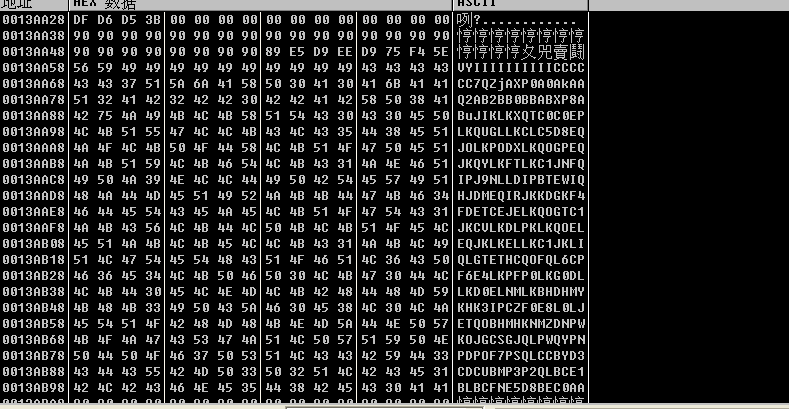 地址 HEX 数据 ASCII
0013AA28 DF D6 D5 3B 00 00 00 00 00 00 00 00 00 00 00 00 咧?............
0013AA38 90 90 90 90 90 90 90 90 90 90 90 90 90 90 90 90
0013AA48 90 90 90 90 90 90 90 90 89 E5 D9 EE D9 75 F4 5E
0013AA58 56 59 49 49 49 49 49 49 49 49 49 49 43 43 43 43 VYIIIIIIIIIICCCC
0013AA68 43 43 37 51 5A 6A 41 58 50 30 41 30 41 6B 41 41 CC7QZjAXP0A0AkAA
0013AA78 51 32 41 42 32 42 42 30 42 42 41 42 58 50 38 41 Q2AB2BB0BBABXP8A
0013AA88 42 75 4A 49 4B 4C 4B 58 51 54 43 30 43 30 45 50 BuJIKLKXQTC0C0EP
0013AA98 4C 4B 51 55 47 4C 4C 4B 43 4C 43 35 44 38 45 51 LKQUGLLKCLC5D8EQ
0013AAA8 4A 4F 4C 4B 50 4F 44 58 4C 4B 51 4F 47 50 45 51 JOLKPODXLKQOGPEQ
0013AAB8 4A 4B 51 59 4C 4B 46 54 4C 4B 43 31 4A 4E 46 51 JKQYLKFTLKC1JNFQ
0013AAC8 49 50 4A 39 4E 4C 4C 44 49 50 42 54 45 57 49 51 IPJ9NLLDIPBTEWIQ
0013AAD8 48 4A 44 4D 45 51 49 52 4A 4B 4B 44 47 4B 46 34 HJDMEQIRJKKDGKF4
0013AAE8 46 44 45 54 43 45 4A 45 4C 4B 51 4F 47 54 43 31 FDETCEJELKQOGTC1
0013AAF8 4A 4B 43 56 4C 4B 44 4C 50 4B 4C 4B 51 4F 45 4C JKCVLKDLPKLKQOEL
0013AB08 45 51 4A 4B 4C 4B 45 4C 4C 4B 43 31 4A 4B 4C 49 EQJKLKELLKC1JKLI
0013AB18 51 4C 47 54 45 54 48 43 51 4F 46 51 4C 36 43 50 QLGTETHCQOFQL6CP
0013AB28 46 36 45 34 4C 4B 50 46 50 30 4C 4B 47 30 44 4C F6E4LKPFP0LKG0DL
0013AB38 4C 4B 44 30 45 4C 4E 4D 4C 4B 42 48 44 48 4D 59 LKD0ELNMLKBHDHMY
0013AB48 4B 48 4B 33 49 50 43 5A 46 30 45 38 4C 30 4C 4A KHK3IPCZF0E8L0LJ
0013AB58 45 54 51 4F 42 48 4D 48 4B 4E 4D 5A 44 4E 50 57 ETQOBHMHKNMZDNPW
0013AB68 4B 4F 4A 47 43 53 47 4A 51 4C 50 57 51 59 50 4E KOJGCSGJQLPWQYPN
0013AB78 50 44 50 4F 46 37 50 53 51 4C 43 43 42 59 44 33 PDPOF7PSQLCCBYD3
0013AB88 43 44 43 55 42 4D 50 33 50 32 51 4C 42 43 45 31 CDCUBMP3P2QLBCE1
0013AB98 42 4C 42 43 46 4E 45 35 44 38 42 45 43 30 41 41 BLBCFNE5D8BEC0AA